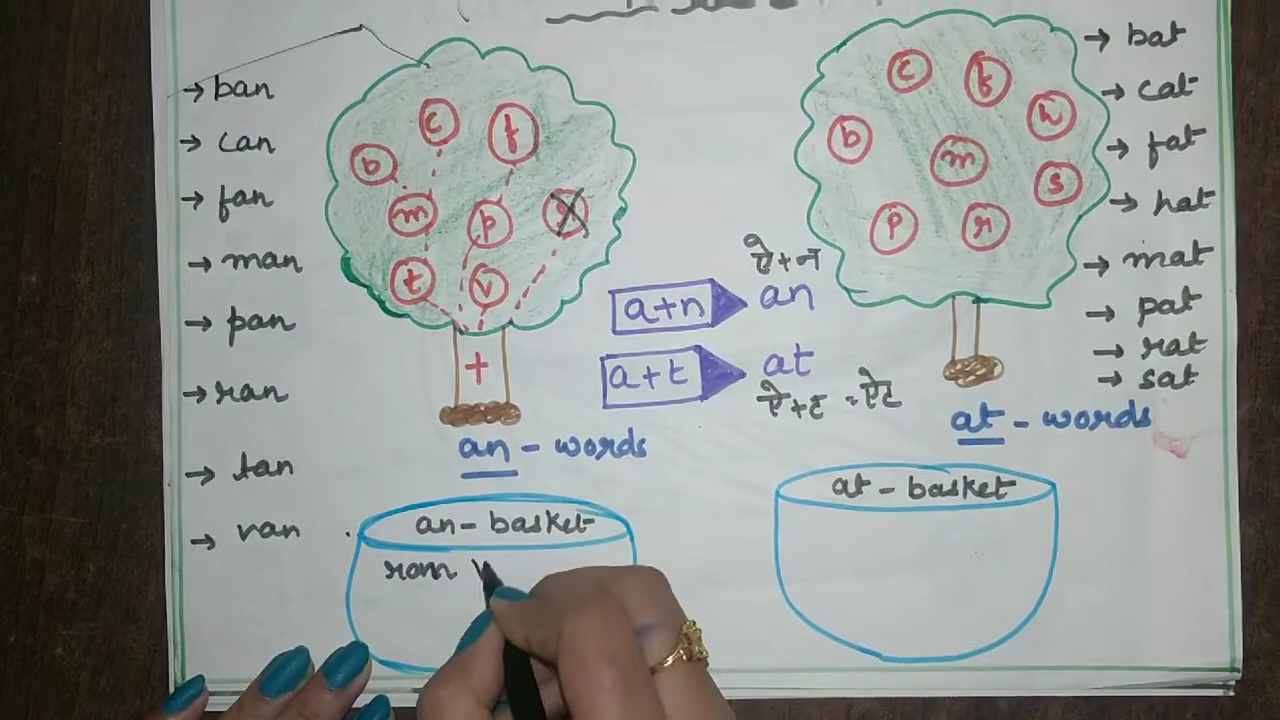 → ban
→ can
→ fan
→ man
→ pan
→ ran
→ tan
→ van
c
f
b
m
p
t
v
+
an - words
ऐ+न
a+n an
a+t at
ऐ+ट = ऐट
c
f
h
b
m
s
p
r
at - words
→ bat
→ cat
→ fat
→ hat
→ mat
→ pat
→ rat
→ sat
an - basket
ran
at - basket